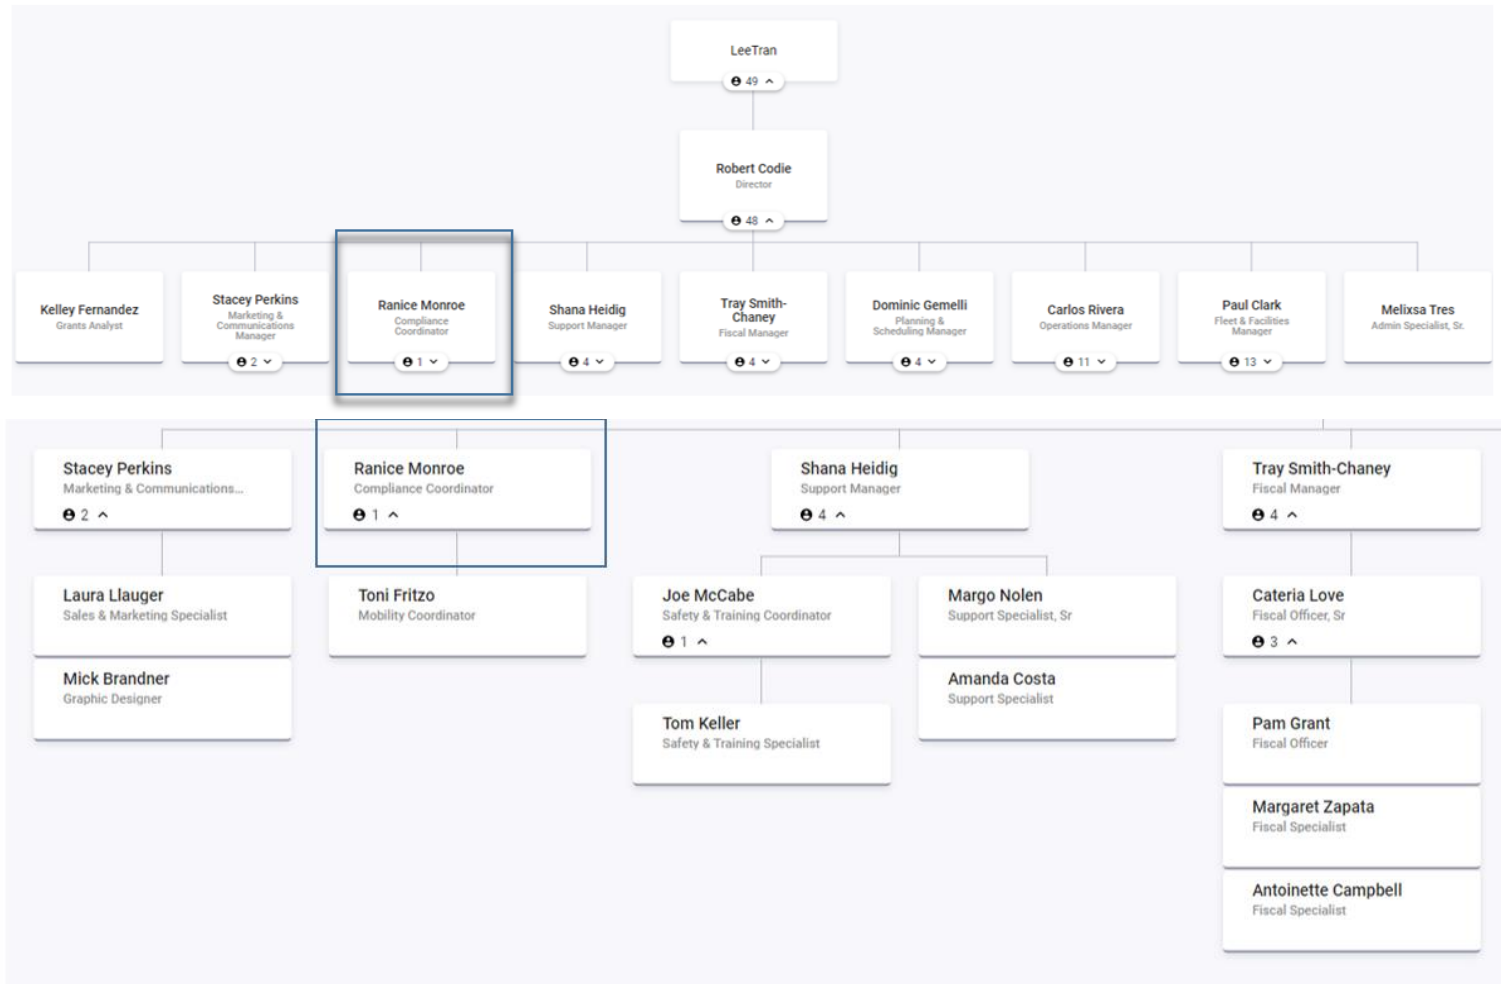 LeeTran
49
Robert Codie
Director
48
Kelley Fernandez
Grants Analyst
Stacey Perkins
Marketing &
Communications
Manager
2
Ranice Monroe
Compliance
Coordinator
1
Shana Heidig
Support Manager
4
Tray Smith-
Chaney
Fiscal Manager
4
Dominic Gemelli
Planning &
Scheduling Manager
4
Carlos Rivera
Operations Manager
11
Paul Clark
Fleet & Facilities
Manager
13
Melixsa Tres
Admin Specialist, Sr.
Stacey Perkins
Marketing & Communications...
2
Ranice Monroe
Compliance Coordinator
1
Shana Heidig
Support Manager
4
Tray Smith-Chaney
Fiscal Manager
4
Laura Llauger
Sales & Marketing Specialist
Toni Fritzo
Mobility Coordinator
Joe McCabe
Safety & Training Coordinator
1
Margo Nolen
Support Specialist, Sr
Cateria Love
Fiscal Officer, Sr
3
Mick Brandner
Graphic Designer
Amanda Costa
Support Specialist
Tom Keller
Safety & Training Specialist
Pam Grant
Fiscal Officer
Margaret Zapata
Fiscal Specialist
Antoinette Campbell
Fiscal Specialist